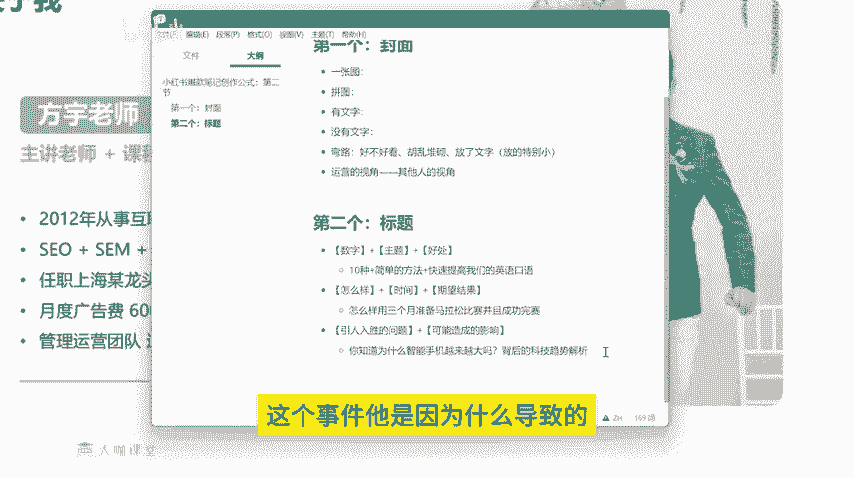 文件(F) 编辑(E) 段落(P) 格式(O) 视图(V) 主题(T) 帮助(H)
文件 大纲
小红书爆款笔记创作公式：第二节
第一个：封面
第二个：标题
第一个：封面
• 一张图：
• 拼图：
• 有文字：
• 没有文字：
• 弯路：好不好看、胡乱堆砌、放了文字（放的特别小）
• 运营的视角——其他人的视角
第二个：标题
• 【数字】+【主题】+【好处】
○ 10种+简单的方法+快速提高我们的英语口语
• 【怎么样】+【时间】+【期望结果】
○ 怎么样用三个月准备马拉松比赛并且成功完赛
• 【引人入胜的问题】+【可能造成的影响】
○ 你知道为什么智能手机越来越大吗？背后的科技趋势解析
ZH 169 词
方宇老师
主讲老师 + 课程
• 2012年从事互联
• SEO + SEM +
• 任职上海某龙头
• 月度广告费 600
• 管理运营团队
这个事件他是因为什么导致的
大咖课堂